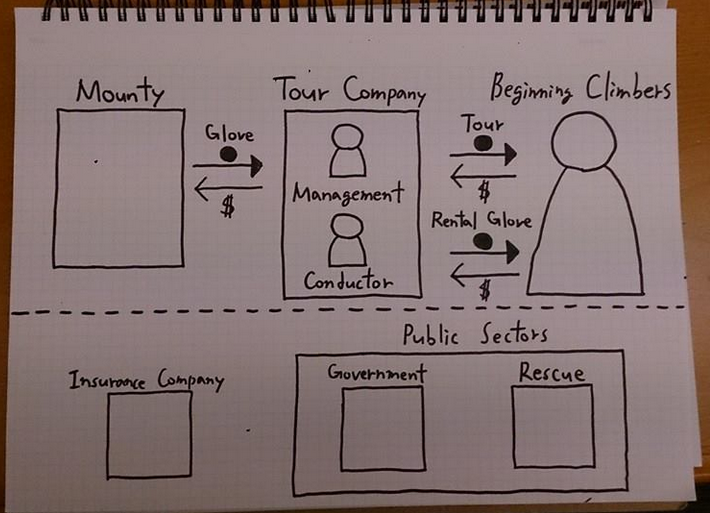 Mounty
Tour Company
Beginning Climbers
Glove
$
Management
Conductor
Tour
$
Rental Glove
$
Public Sectors
Insurance Company
Government
Rescue